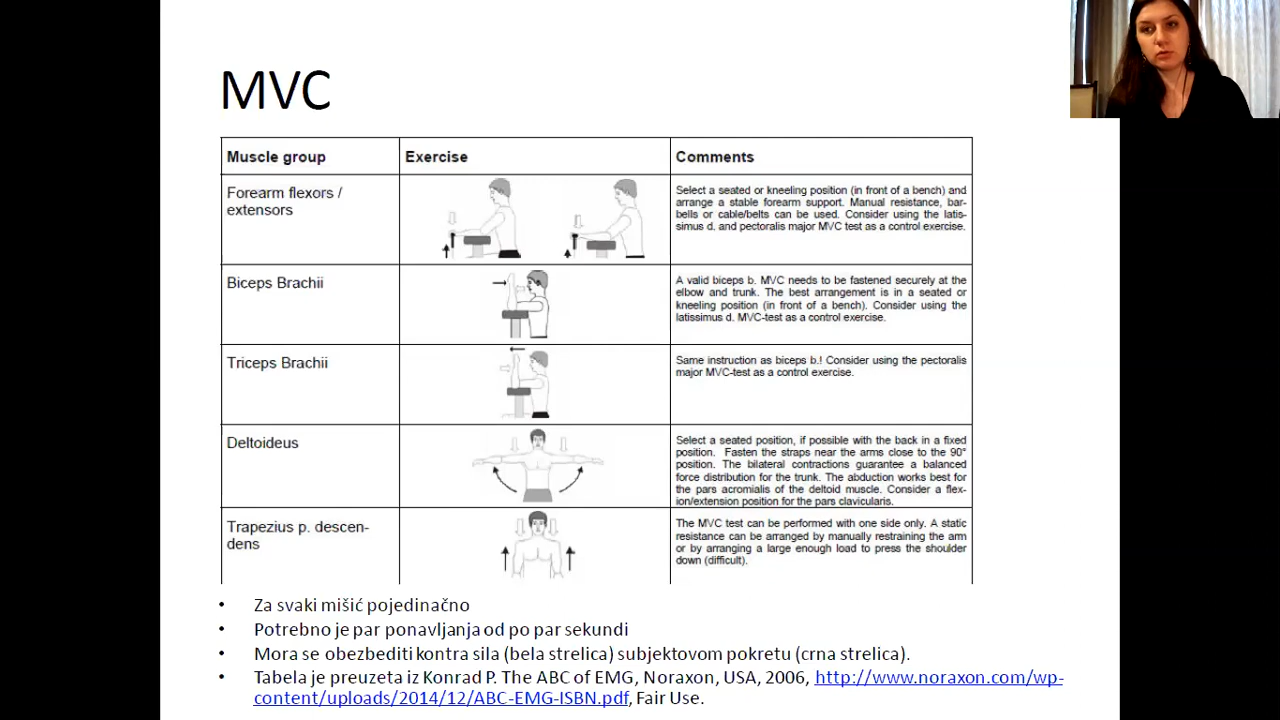 MVC
Muscle group
Exercise
Comments
Forearm flexors /
extensors
Select a seated or kneeling position (in front of a bench) and
arrange a stable forearm support. Manual resistance, bar-
bells or cable/belts can be used. Consider using the latis-
simus d. and pectoralis major MVC test as a control exercise.
Biceps Brachii
A valid biceps b. MVC needs to be fastened securely at the
elbow and trunk. The best arrangement is in a seated or
kneeling position (in front of a bench). Consider using the
latissimus d. MVC-test as a control exercise.
Triceps Brachii
Same instruction as biceps b.! Consider using the pectoralis
major MVC-test as a control exercise.
Deltoideus
Select a seated position, if possible with the back in a fixed
position. Fasten the straps near the arms close to the 90°
position. The bilateral contractions guarantee a balanced
force distribution for the trunk. The abduction works best for
the pars acromialis of the deltoid muscle. Consider a flex-
ion/extension position for the pars clavicularis.
Trapezius p. descen-
dens
The MVC test can be performed with one side only. A static
resistance can be arranged by manually restraining the arm
or by arranging a large enough load to press the shoulder
down (difficult).
• Za svaki mišić pojedinačno
• Potrebno je par ponavljanja od po par sekundi
• Mora se obezbediti kontra sila (bela strelica) subjektovom pokretu (crna strelica).
• Tabela je preuzeta iz Konrad P. The ABC of EMG, Noraxon, USA, 2006, http://www.noraxon.com/wp-
content/uploads/2014/12/ABC-EMG-ISBN.pdf, Fair Use.